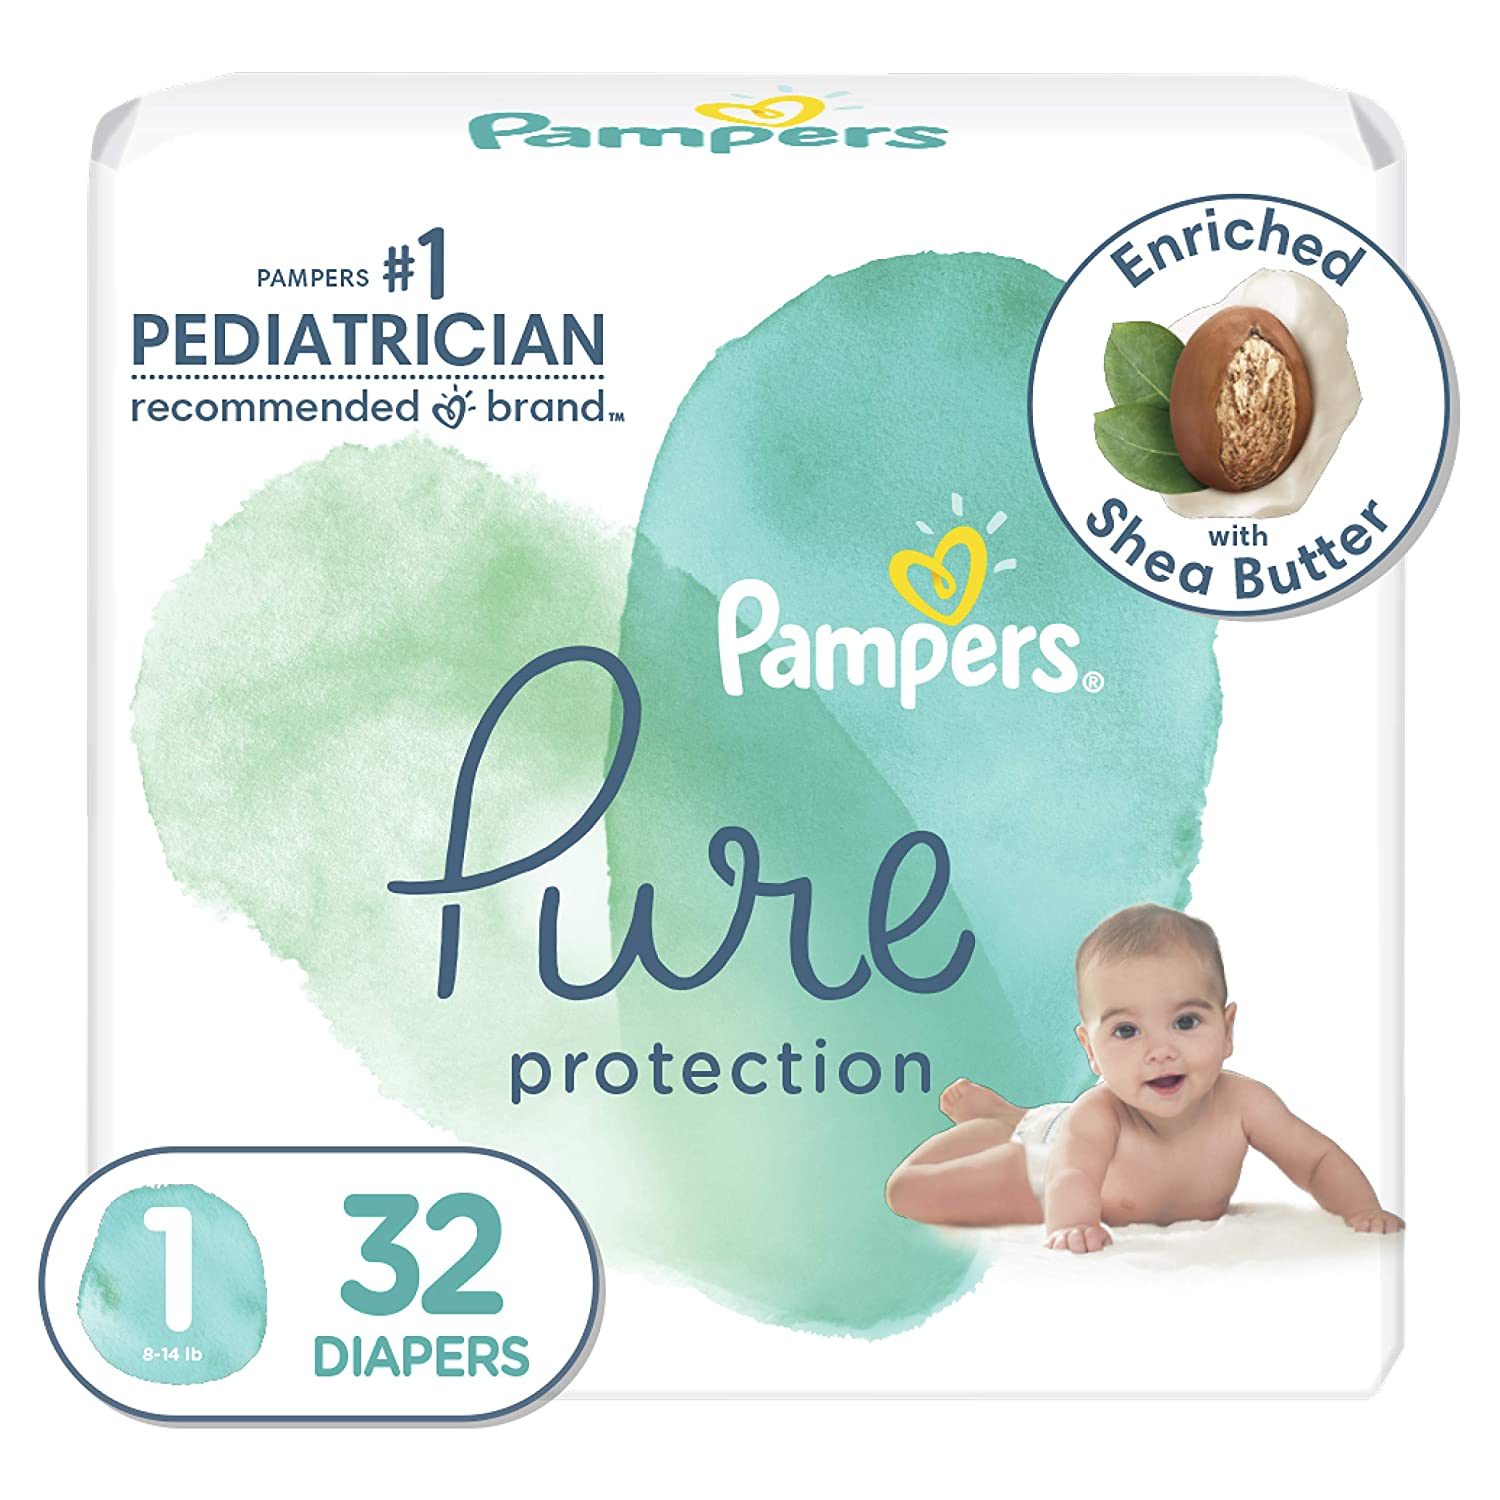 Pampers
PAMPERS #1
PEDIATRICIAN
recommended brand™
Enriched
with
Shea Butter
Pampers®
Pure
protection
1
8-14 lb
32
DIAPERS